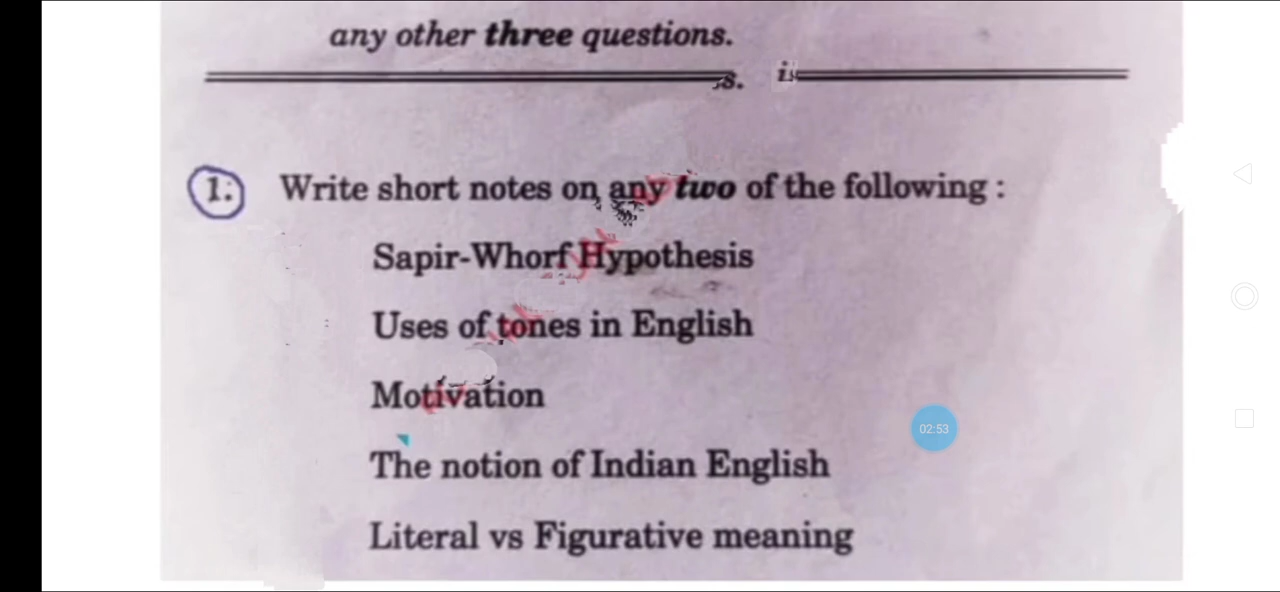 any other three questions.
s. is
1. Write short notes on any two of the following :
Sapir-Whorf Hypothesis
Uses of tones in English
Motivation
02:53
The notion of Indian English
Literal vs Figurative meaning